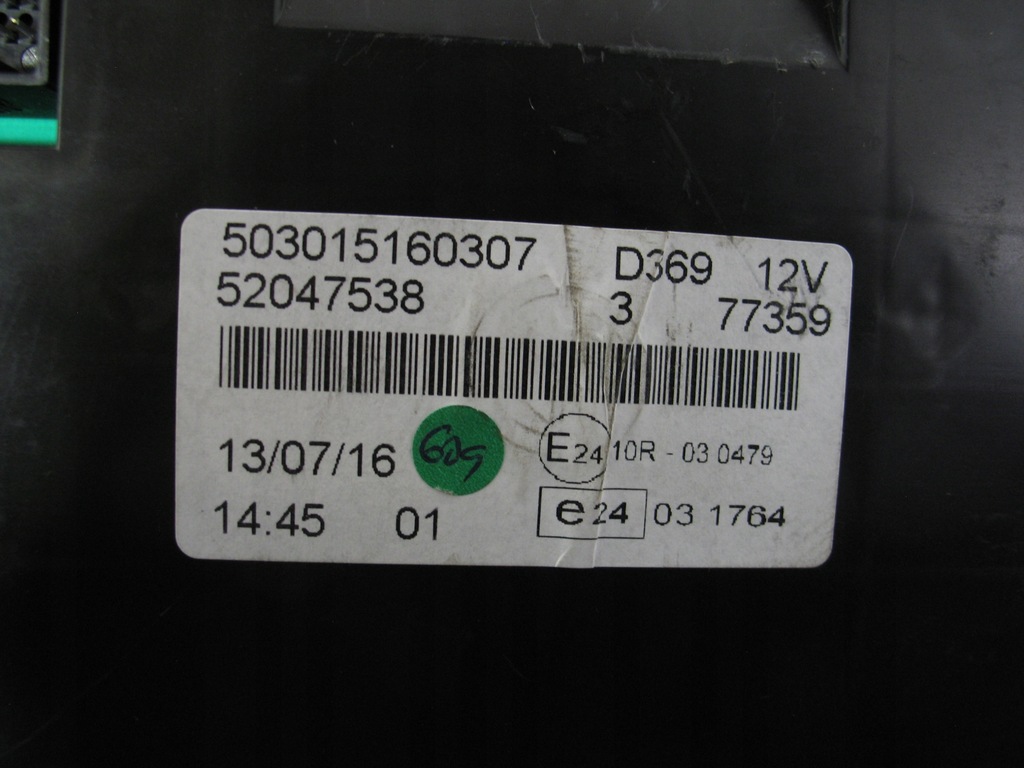 503015160307 D369 12V
52047538 3 77359
13/07/16 E24 10R - 03 0479
14:45 01 e24 03 1764